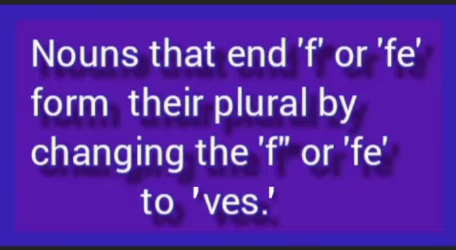 Nouns that end 'f' or 'fe'
form their plural by
changing the 'f" or 'fe'
to 'ves.'